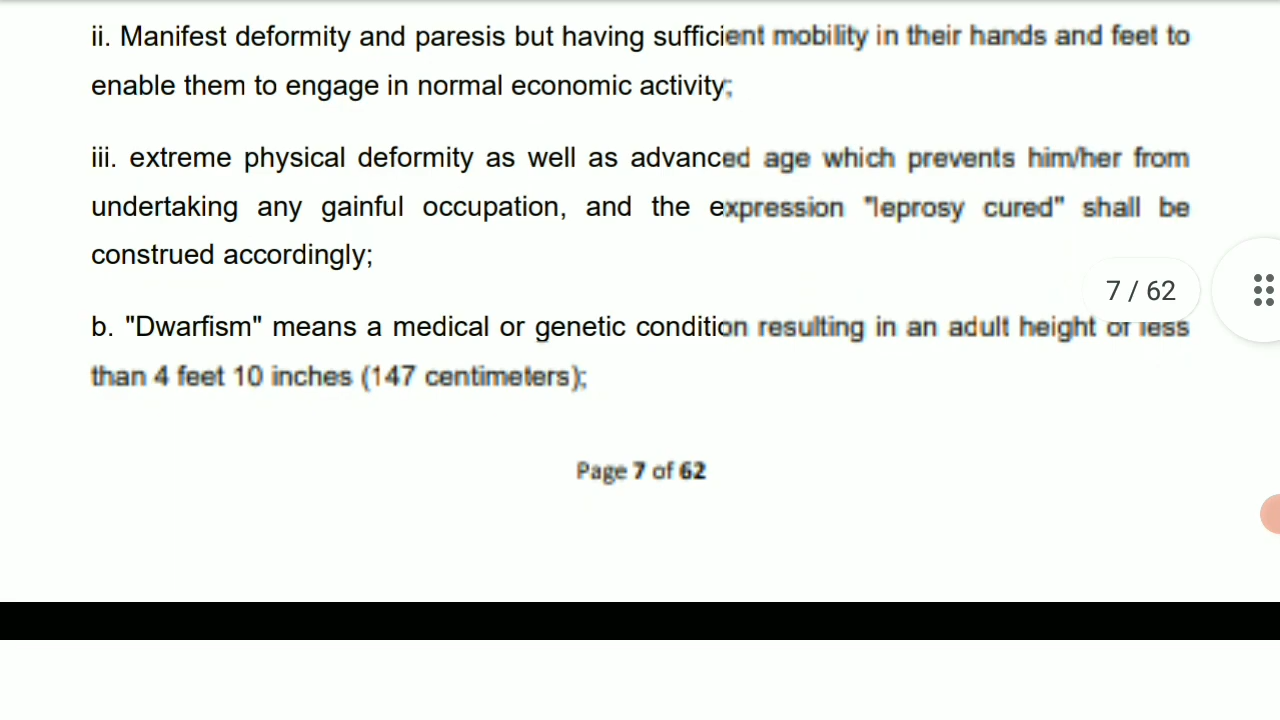 ii. Manifest deformity and paresis but having sufficient mobility in their hands and feet to
enable them to engage in normal economic activity;
iii. extreme physical deformity as well as advanced age which prevents him/her from
undertaking any gainful occupation, and the expression "leprosy cured" shall be
construed accordingly;
7 / 62
b. "Dwarfism" means a medical or genetic condition resulting in an adult height of less
than 4 feet 10 inches (147 centimeters);
Page 7 of 62